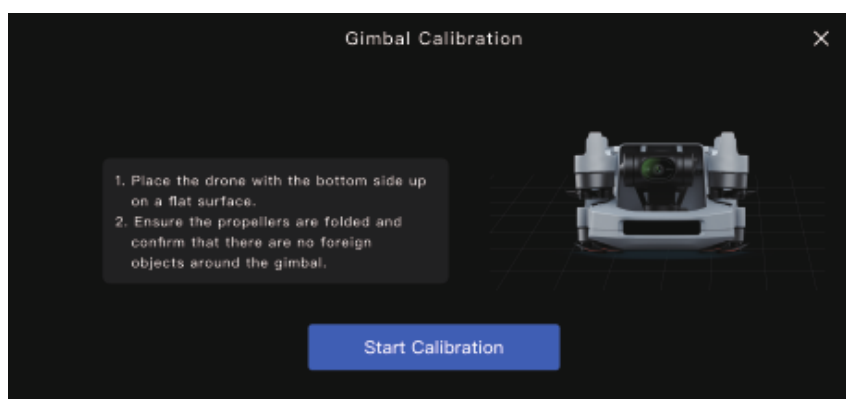 Gimbal Calibration
1. Place the drone with the bottom side up
on a flat surface.
2. Ensure the propellers are folded and
confirm that there are no foreign
objects around the gimbal.
Start Calibration